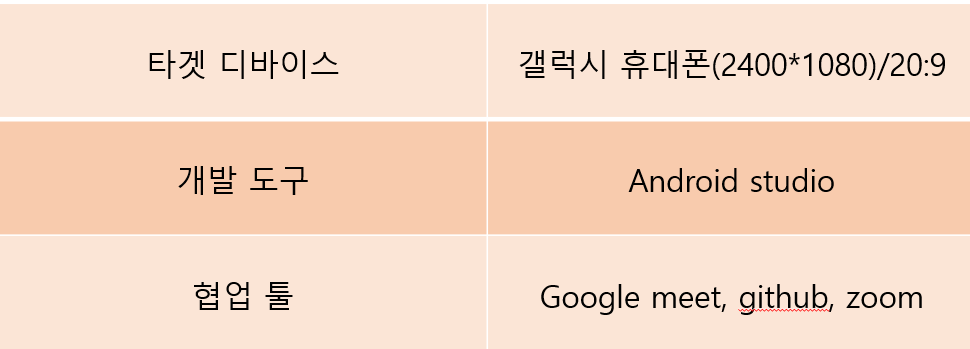 타겟 디바이스 갤럭시 휴대폰(2400*1080)/20:9
개발 도구 Android studio
협업 툴 Google meet, github, zoom